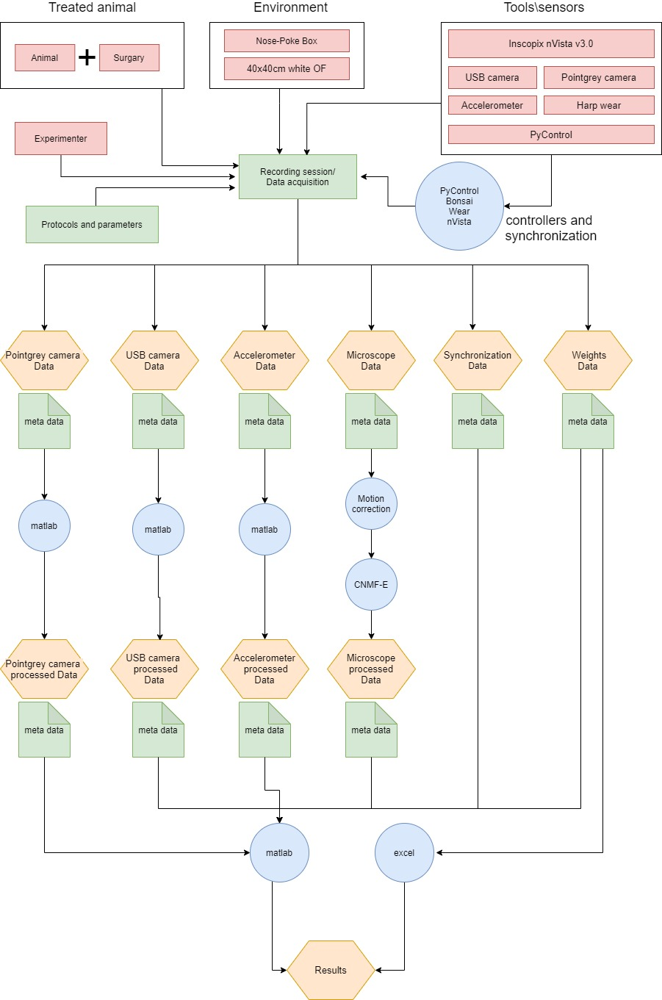 Treated animal
Environment
Tools\sensors
Animal
+
Surgary
Nose-Poke Box
40x40cm white OF
Inscopix nVista v3.0
USB camera
Pointgrey camera
Accelerometer
Harp wear
PyControl
Experimenter
Recording session/
Data acquisition
Protocols and parameters
PyControl
Bonsai
Wear
nVista
controllers and
synchronization
Pointgrey camera
Data
USB camera
Data
Accelerometer
Data
Microscope
Data
Synchronization
Data
Weights
Data
meta data
meta data
meta data
meta data
meta data
meta data
matlab
matlab
matlab
Motion
correction
CNMF-E
Pointgrey camera
processed Data
USB camera
processed
Data
Accelerometer
processed
Data
Microscope
processed
Data
meta data
meta data
meta data
meta data
matlab
excel
Results